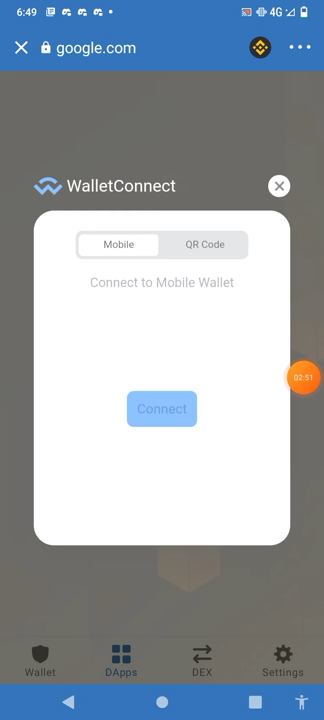 6:49
4G
google.com
WalletConnect
Mobile QR Code
Connect to Mobile Wallet
02:51
Connect
Wallet DApps DEX Settings